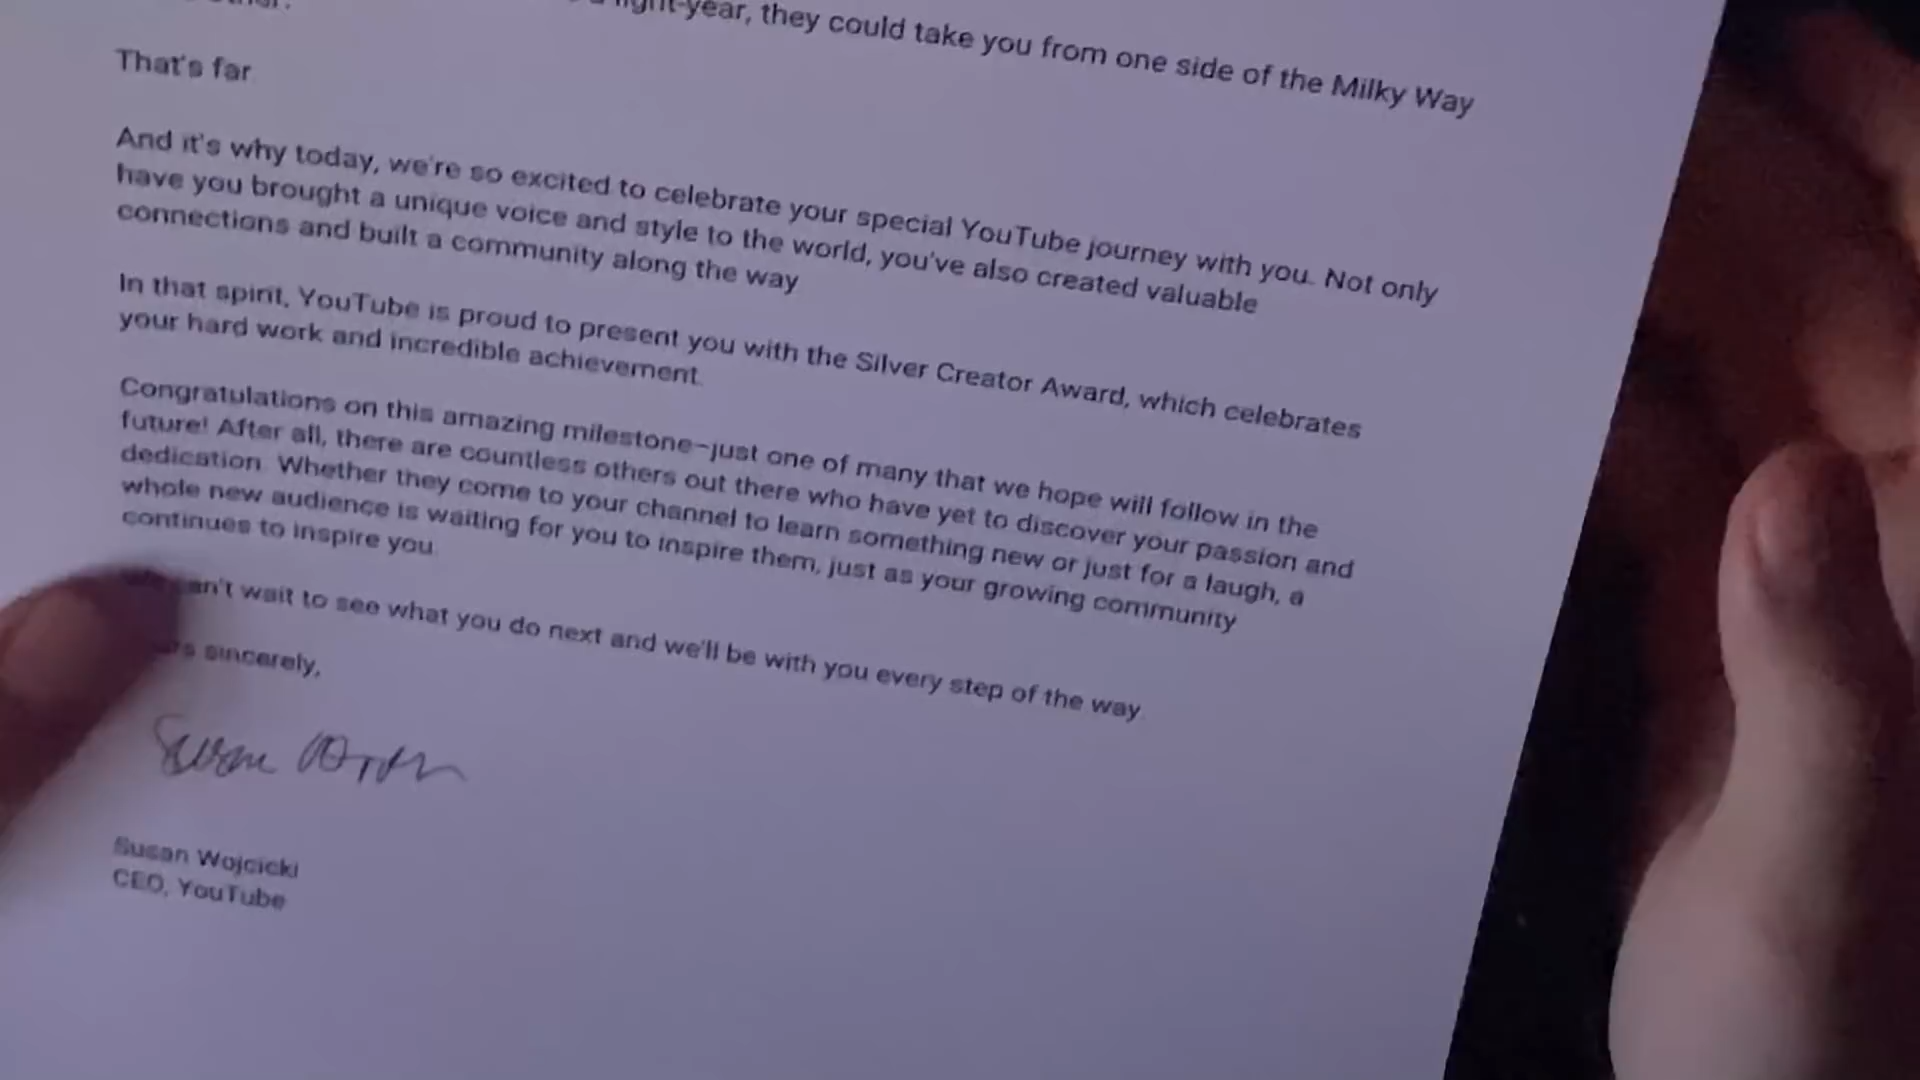 light-year, they could take you from one side of the Milky Way
That's far
And it's why today, we're so excited to celebrate your special YouTube journey with you. Not only
have you brought a unique voice and style to the world, you've also created valuable
connections and built a community along the way
In that spirit, YouTube is proud to present you with the Silver Creator Award, which celebrates
your hard work and incredible achievement.
Congratulations on this amazing milestone–just one of many that we hope will follow in the
future! After all, there are countless others out there who have yet to discover your passion and
dedication. Whether they come to your channel to learn something new or just for a laugh, a
whole new audience is waiting for you to inspire them, just as your growing community
continues to inspire you.
can't wait to see what you do next and we'll be with you every step of the way.
sincerely,
Susan Wojcicki
CEO, YouTube